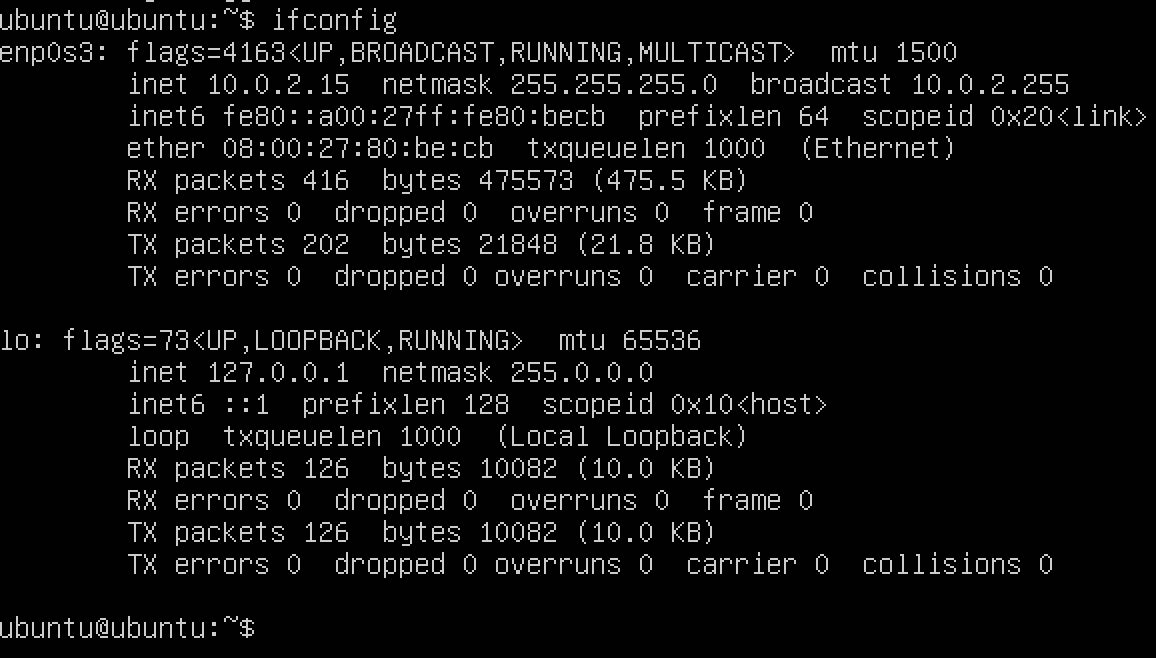 ubuntu@ubuntu:~$ ifconfig
enp0s3: flags=4163<UP,BROADCAST,RUNNING,MULTICAST>  mtu 1500
        inet 10.0.2.15  netmask 255.255.255.0  broadcast 10.0.2.255
        inet6 fe80::a00:27ff:fe80:becb  prefixlen 64  scopeid 0x20<link>
        ether 08:00:27:80:be:cb  txqueuelen 1000  (Ethernet)
        RX packets 416  bytes 475573 (475.5 KB)
        RX errors 0  dropped 0  overruns 0  frame 0
        TX packets 202  bytes 21848 (21.8 KB)
        TX errors 0  dropped 0 overruns 0  carrier 0  collisions 0

lo: flags=73<UP,LOOPBACK,RUNNING>  mtu 65536
        inet 127.0.0.1  netmask 255.0.0.0
        inet6 ::1  prefixlen 128  scopeid 0x10<host>
        loop  txqueuelen 1000  (Local Loopback)
        RX packets 126  bytes 10082 (10.0 KB)
        RX errors 0  dropped 0  overruns 0  frame 0
        TX packets 126  bytes 10082 (10.0 KB)
        TX errors 0  dropped 0 overruns 0  carrier 0  collisions 0

ubuntu@ubuntu:~$